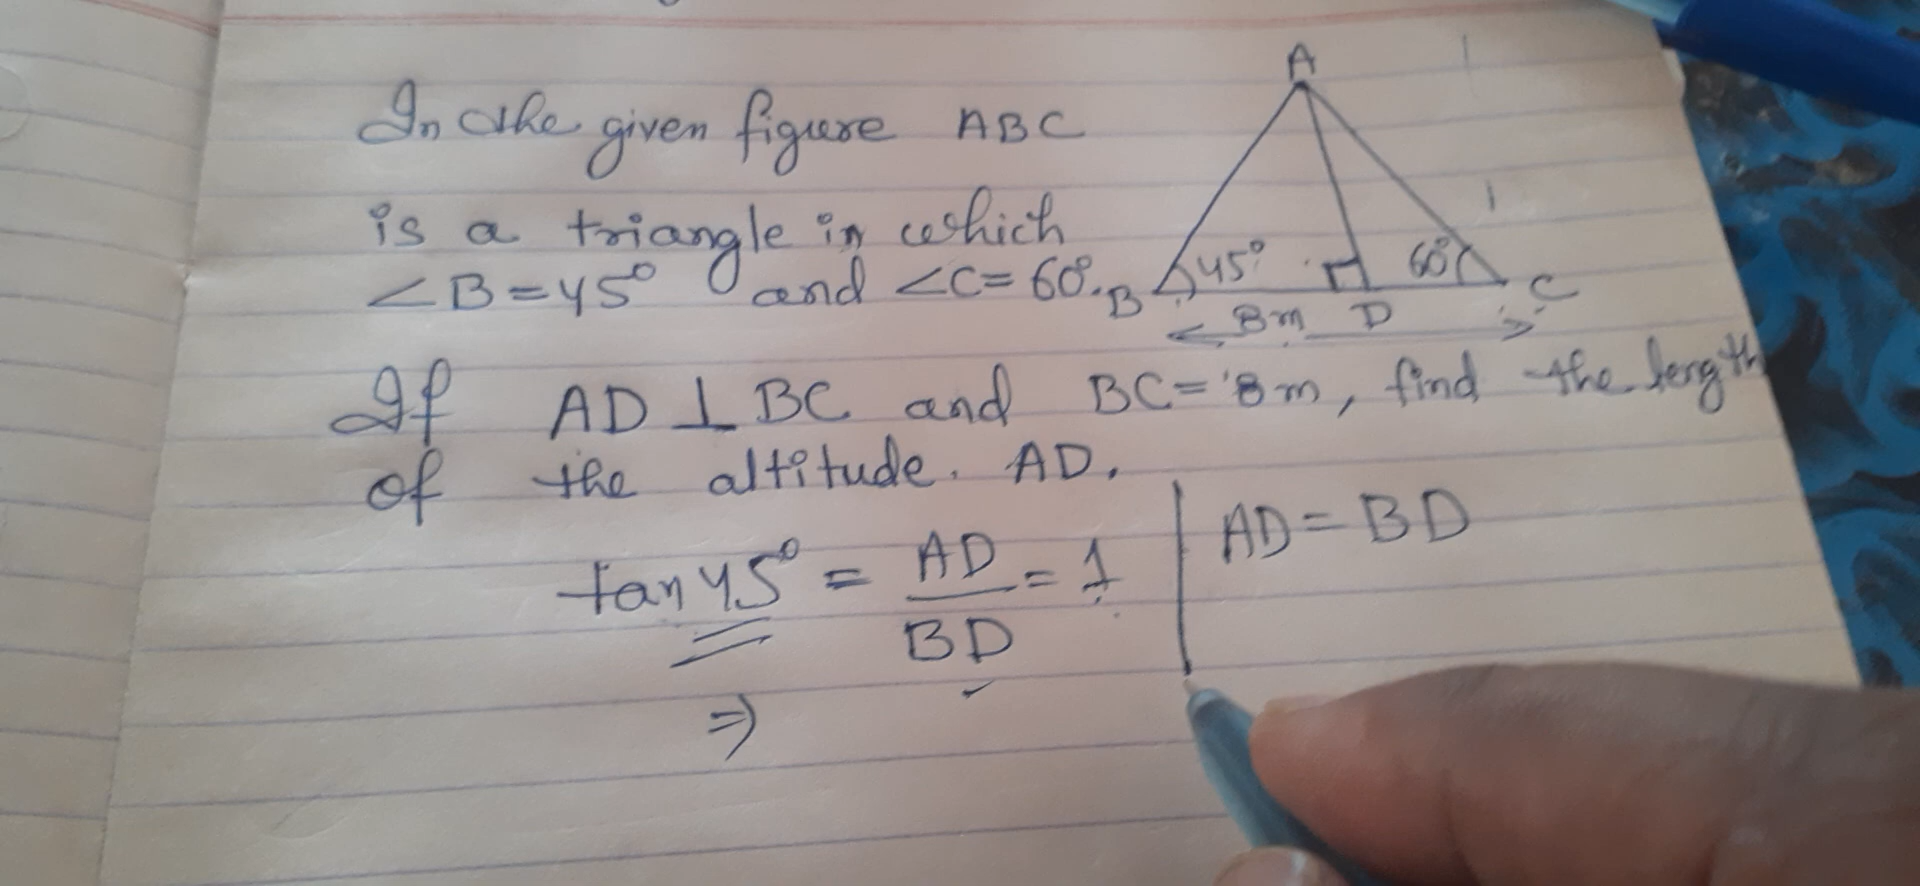 In the given figure ABC
is a triangle in which
∠B=45° and ∠C=60°.
A
45°
60°
B
C
8m
D
If AD ⊥ BC and BC=8m, find the length
of the altitude. AD.
tan 45° = AD/BD = 1
AD = BD
⇒